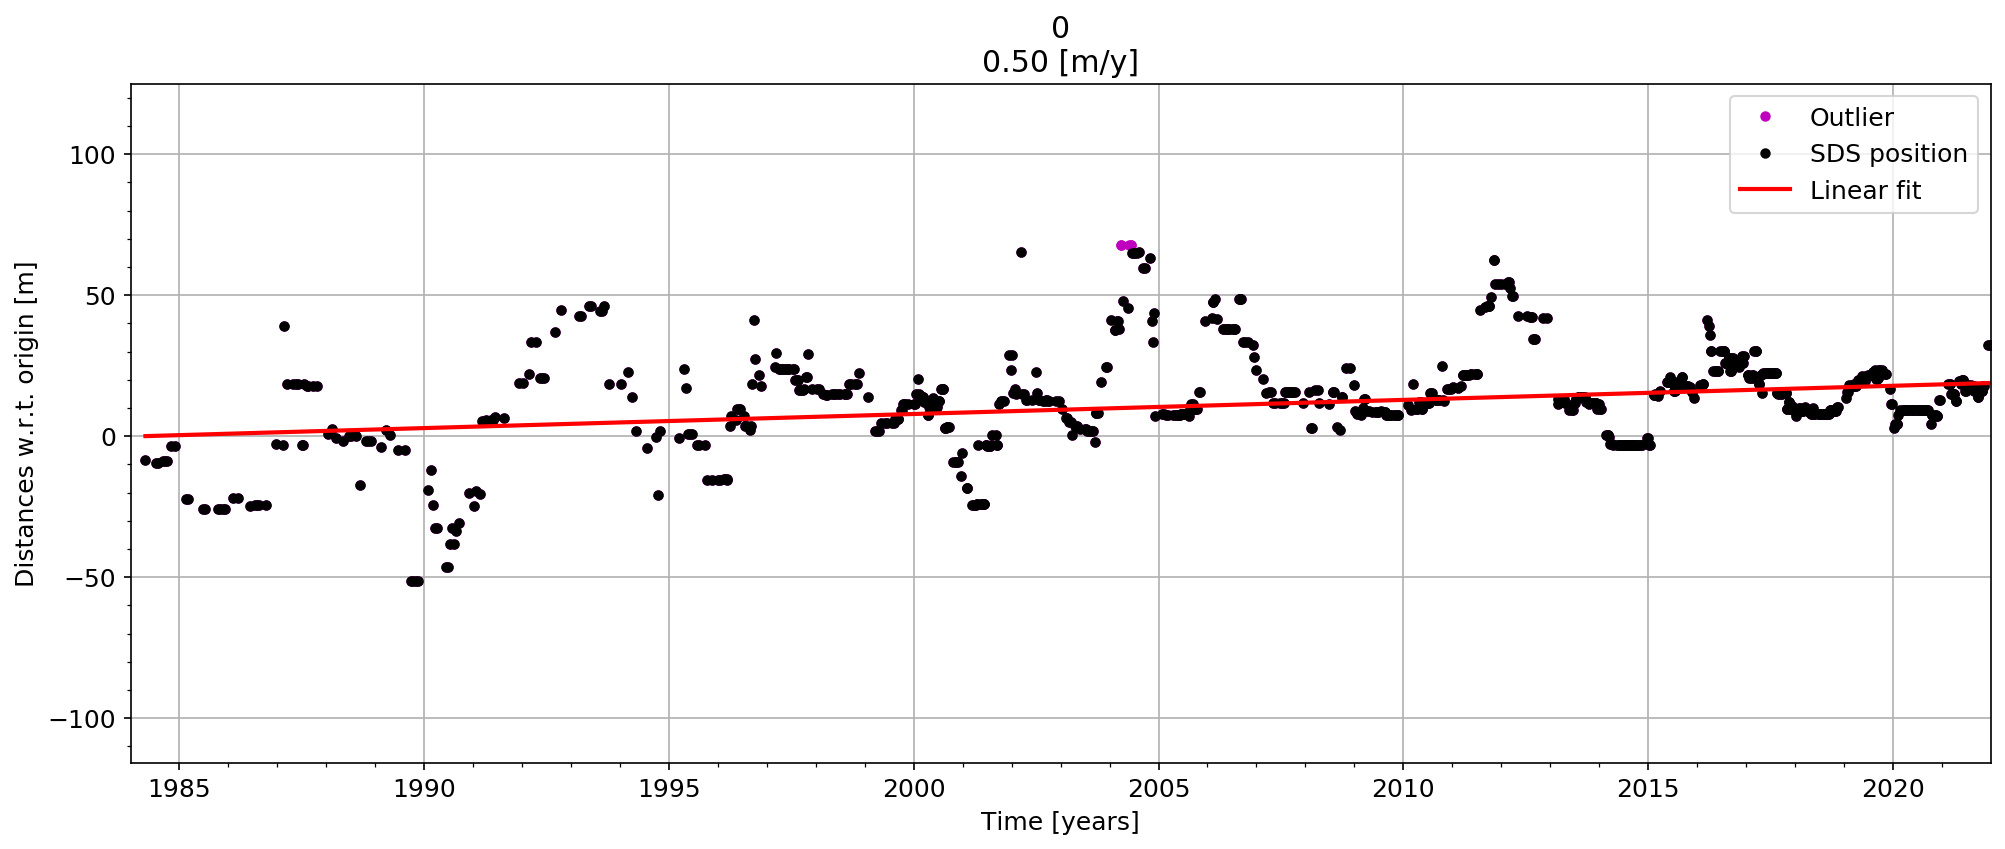 0
0.50 [m/y]
Outlier
SDS position
Linear fit
Distances w.r.t. origin [m]
100
50
0
−50
−100
1985 1990 1995 2000 2005 2010 2015 2020
Time [years]